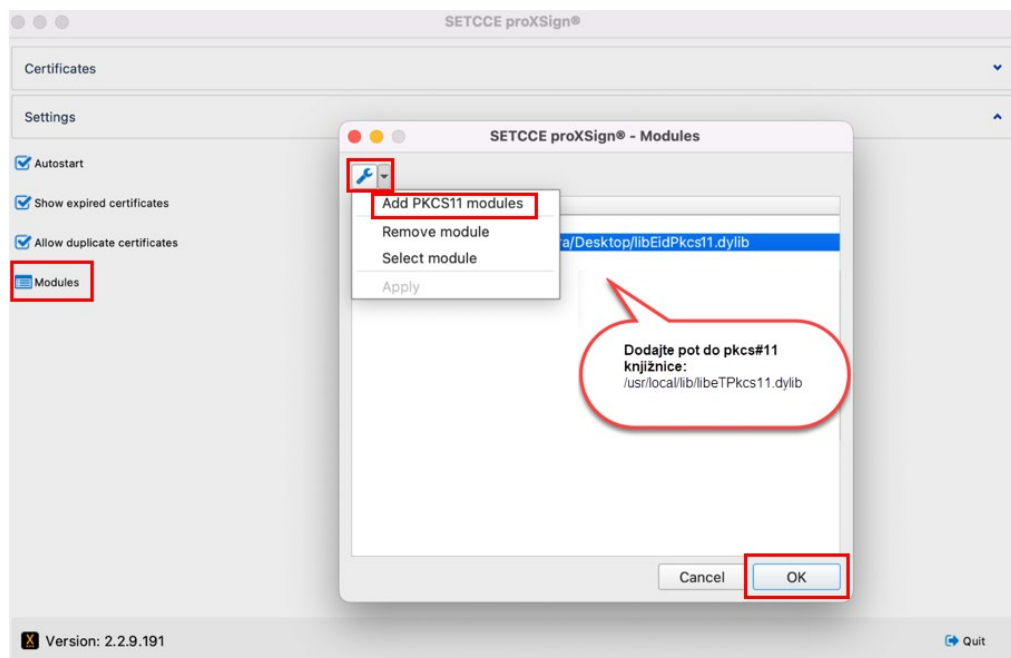 SETCCE proXSign®
Certificates
Settings
SETCCE proXSign® - Modules
Autostart
Show expired certificates
Allow duplicate certificates
Modules
Add PKCS11 modules
Remove module
Select module
Apply
ra/Desktop/libEidPkcs11.dylib
Dodajte pot do pkcs#11
knjižnice:
/usr/local/lib/libeTPkcs11.dylib
Cancel
OK
X Version: 2.2.9.191
Quit